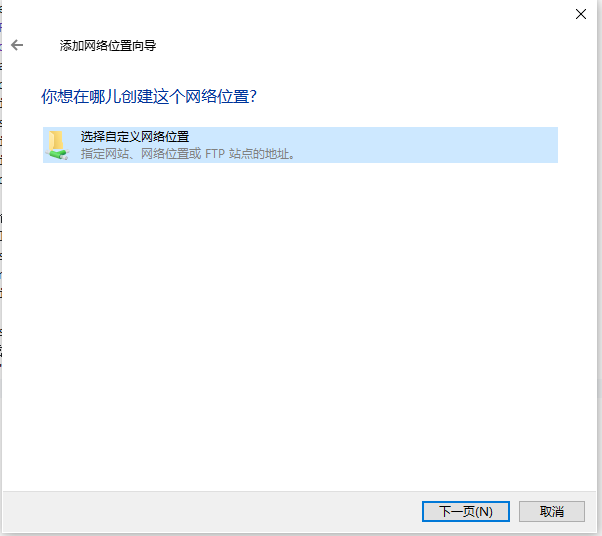 添加网络位置向导
你想在哪儿创建这个网络位置?
选择自定义网络位置
指定网站、网络位置或 FTP 站点的地址。
下一页(N)
取消